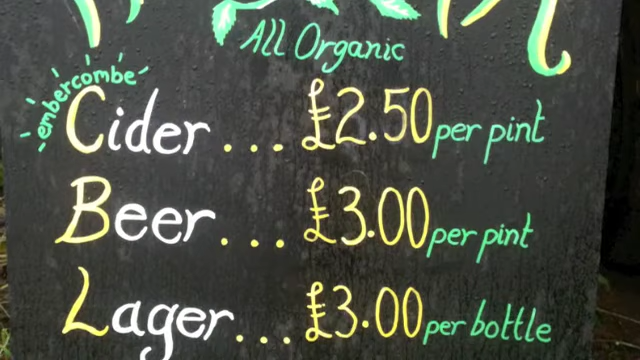 All Organic
embercombe
Cider... £2.50 per pint
Beer... £3.00 per pint
Lager... £3.00 per bottle